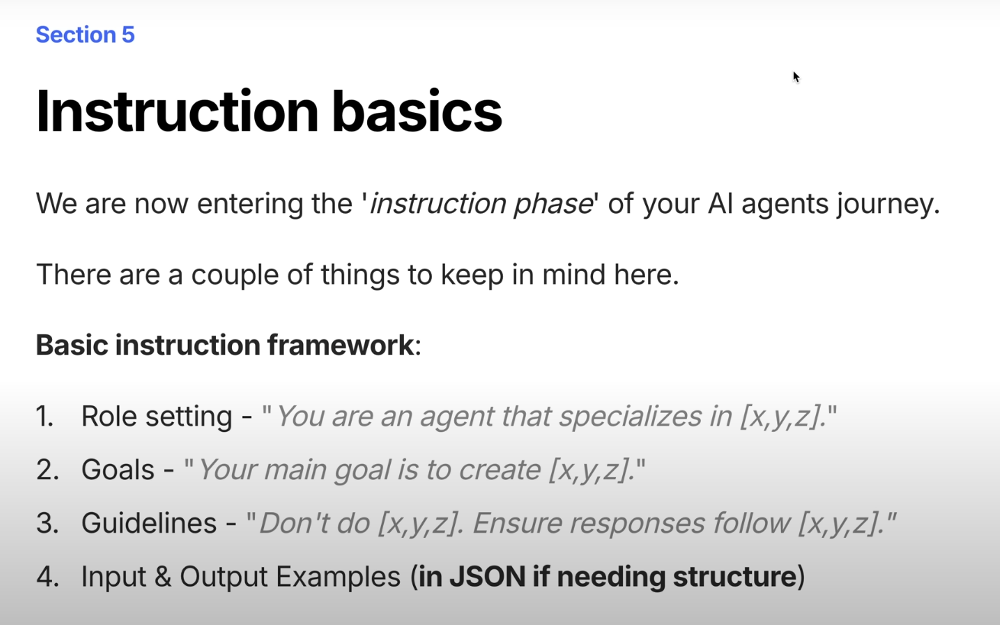 Section 5
Instruction basics
We are now entering the 'instruction phase' of your AI agents journey.
There are a couple of things to keep in mind here.
Basic instruction framework:
1. Role setting - "You are an agent that specializes in [x,y,z]."
2. Goals - "Your main goal is to create [x,y,z]."
3. Guidelines - "Don't do [x,y,z]. Ensure responses follow [x,y,z]."
4. Input & Output Examples (in JSON if needing structure)